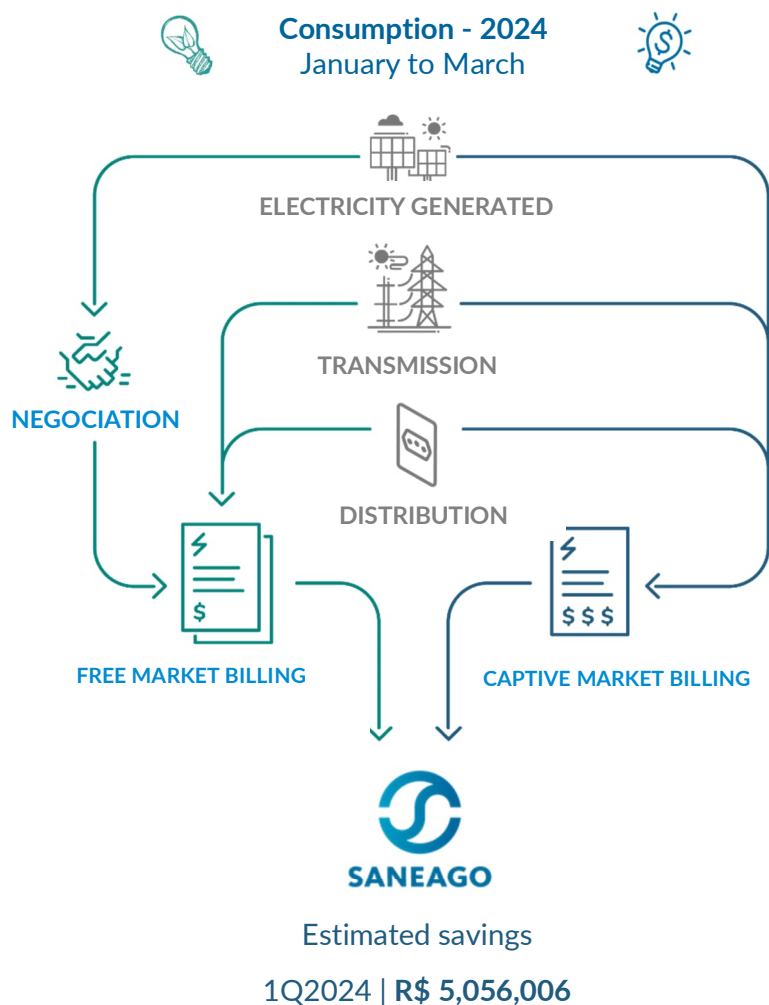 Consumption - 2024
January to March
ELECTRICITY GENERATED
TRANSMISSION
NEGOCIATION
DISTRIBUTION
$
$ $ $
FREE MARKET BILLING
CAPTIVE MARKET BILLING
SANEAGO
Estimated savings
1Q2024 | R$ 5,056,006